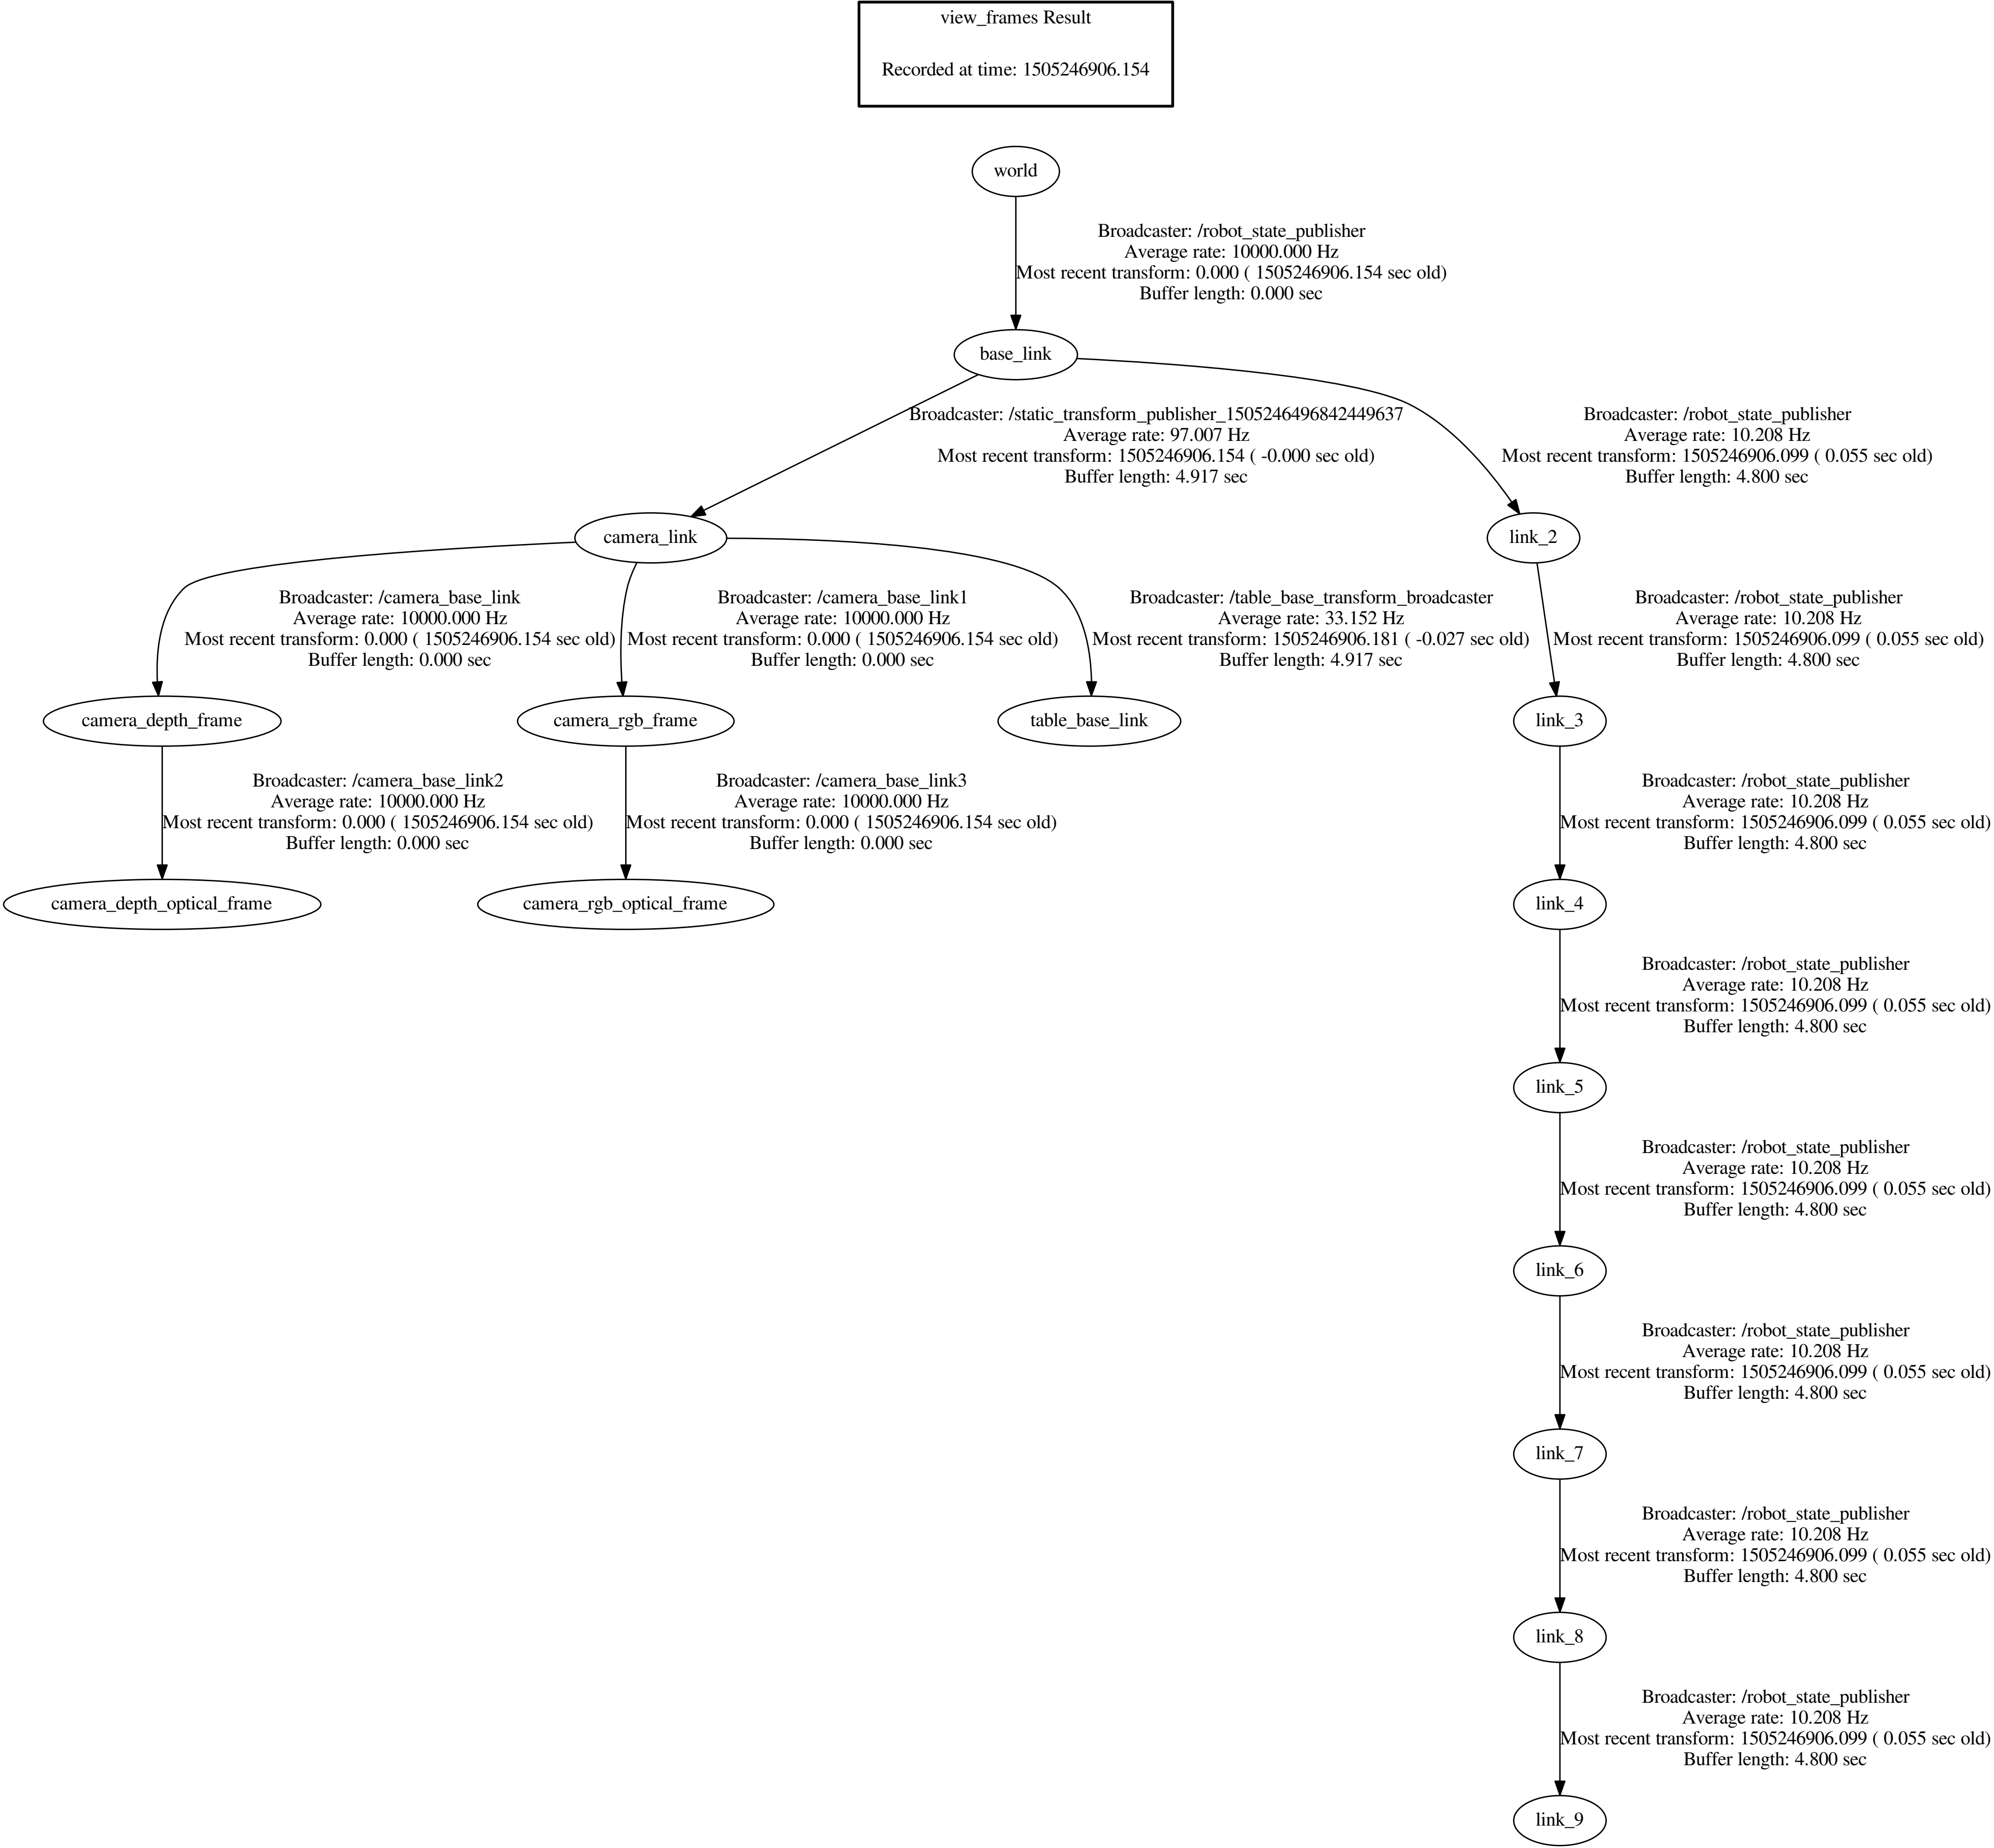 view_frames Result
Recorded at time: 1505246906.154
world
Broadcaster: /robot_state_publisher
Average rate: 10000.000 Hz
Most recent transform: 0.000 ( 1505246906.154 sec old)
Buffer length: 0.000 sec
base_link
Broadcaster: /static_transform_publisher_1505246496842449637
Average rate: 97.007 Hz
Most recent transform: 1505246906.154 ( -0.000 sec old)
Buffer length: 4.917 sec
Broadcaster: /robot_state_publisher
Average rate: 10.208 Hz
Most recent transform: 1505246906.099 ( 0.055 sec old)
Buffer length: 4.800 sec
camera_link
link_2
Broadcaster: /camera_base_link
Average rate: 10000.000 Hz
Most recent transform: 0.000 ( 1505246906.154 sec old)
Buffer length: 0.000 sec
Broadcaster: /camera_base_link1
Average rate: 10000.000 Hz
Most recent transform: 0.000 ( 1505246906.154 sec old)
Buffer length: 0.000 sec
Broadcaster: /table_base_transform_broadcaster
Average rate: 33.152 Hz
Most recent transform: 1505246906.181 ( -0.027 sec old)
Buffer length: 4.917 sec
Broadcaster: /robot_state_publisher
Average rate: 10.208 Hz
Most recent transform: 1505246906.099 ( 0.055 sec old)
Buffer length: 4.800 sec
camera_depth_frame
camera_rgb_frame
table_base_link
link_3
Broadcaster: /camera_base_link2
Average rate: 10000.000 Hz
Most recent transform: 0.000 ( 1505246906.154 sec old)
Buffer length: 0.000 sec
Broadcaster: /camera_base_link3
Average rate: 10000.000 Hz
Most recent transform: 0.000 ( 1505246906.154 sec old)
Buffer length: 0.000 sec
Broadcaster: /robot_state_publisher
Average rate: 10.208 Hz
Most recent transform: 1505246906.099 ( 0.055 sec old)
Buffer length: 4.800 sec
camera_depth_optical_frame
camera_rgb_optical_frame
link_4
Broadcaster: /robot_state_publisher
Average rate: 10.208 Hz
Most recent transform: 1505246906.099 ( 0.055 sec old)
Buffer length: 4.800 sec
link_5
Broadcaster: /robot_state_publisher
Average rate: 10.208 Hz
Most recent transform: 1505246906.099 ( 0.055 sec old)
Buffer length: 4.800 sec
link_6
Broadcaster: /robot_state_publisher
Average rate: 10.208 Hz
Most recent transform: 1505246906.099 ( 0.055 sec old)
Buffer length: 4.800 sec
link_7
Broadcaster: /robot_state_publisher
Average rate: 10.208 Hz
Most recent transform: 1505246906.099 ( 0.055 sec old)
Buffer length: 4.800 sec
link_8
Broadcaster: /robot_state_publisher
Average rate: 10.208 Hz
Most recent transform: 1505246906.099 ( 0.055 sec old)
Buffer length: 4.800 sec
link_9